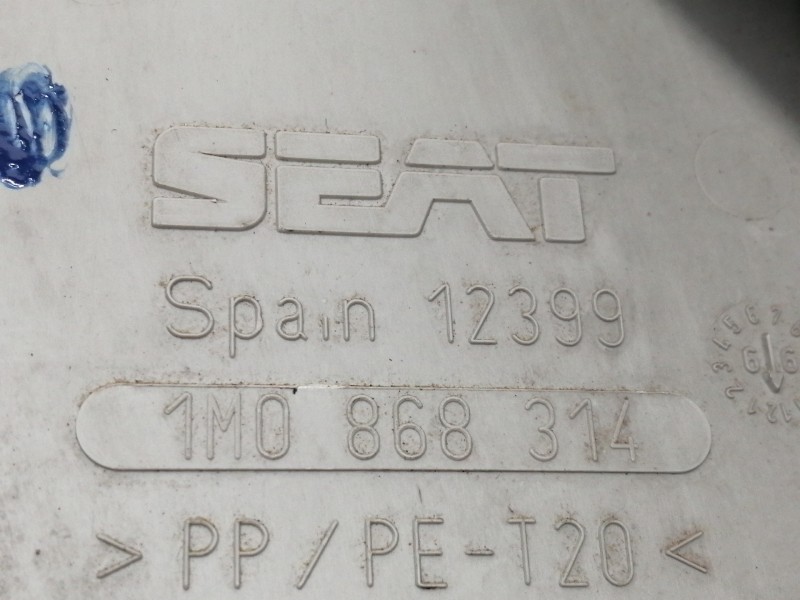 SEAT
Spain 12399
1M0 868 314
> PP/PE-T20 <